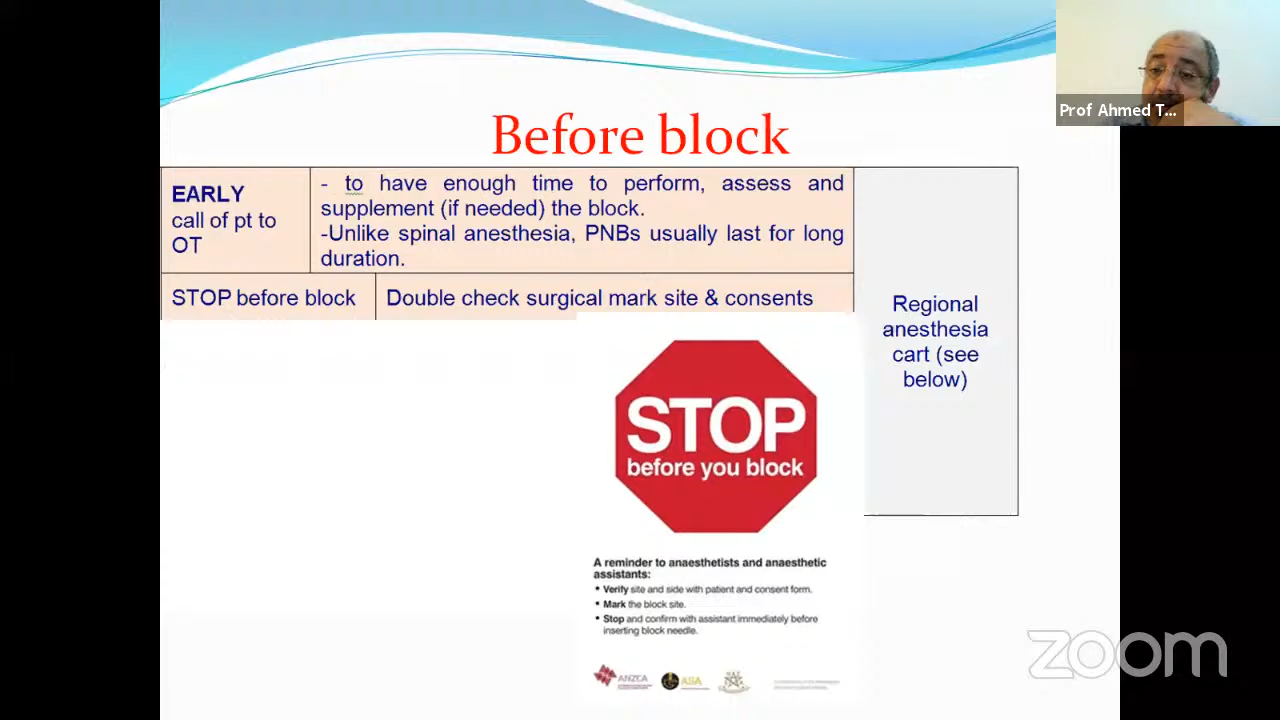 Prof Ahmed T...
Before block
EARLY
call of pt to
OT
- to have enough time to perform, assess and
supplement (if needed) the block.
-Unlike spinal anesthesia, PNBs usually last for long
duration.
STOP before block
Double check surgical mark site & consents
Regional
anesthesia
cart (see
below)
STOP
before you block
A reminder to anaesthetists and anaesthetic
assistants:
• Verify site and side with patient and consent form.
• Mark the block site.
• Stop and confirm with assistant immediately before
inserting block needle.
ANZCA
ASA
zoom